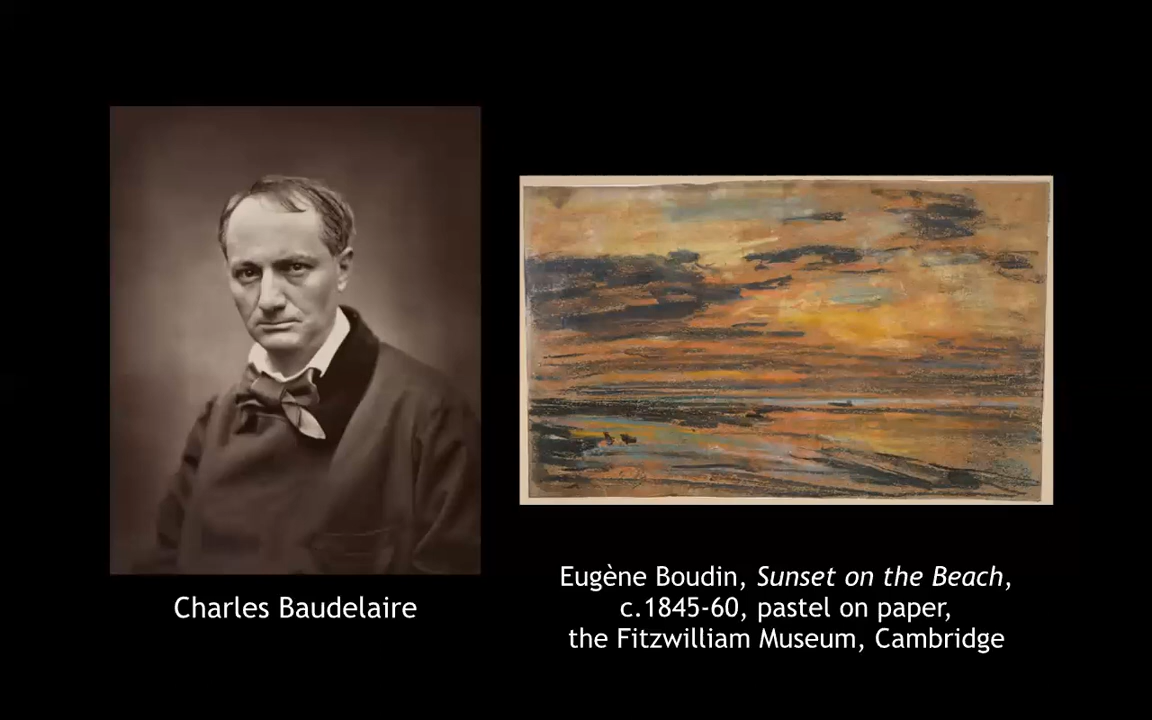 Charles Baudelaire
Eugène Boudin, Sunset on the Beach,
c.1845-60, pastel on paper,
the Fitzwilliam Museum, Cambridge